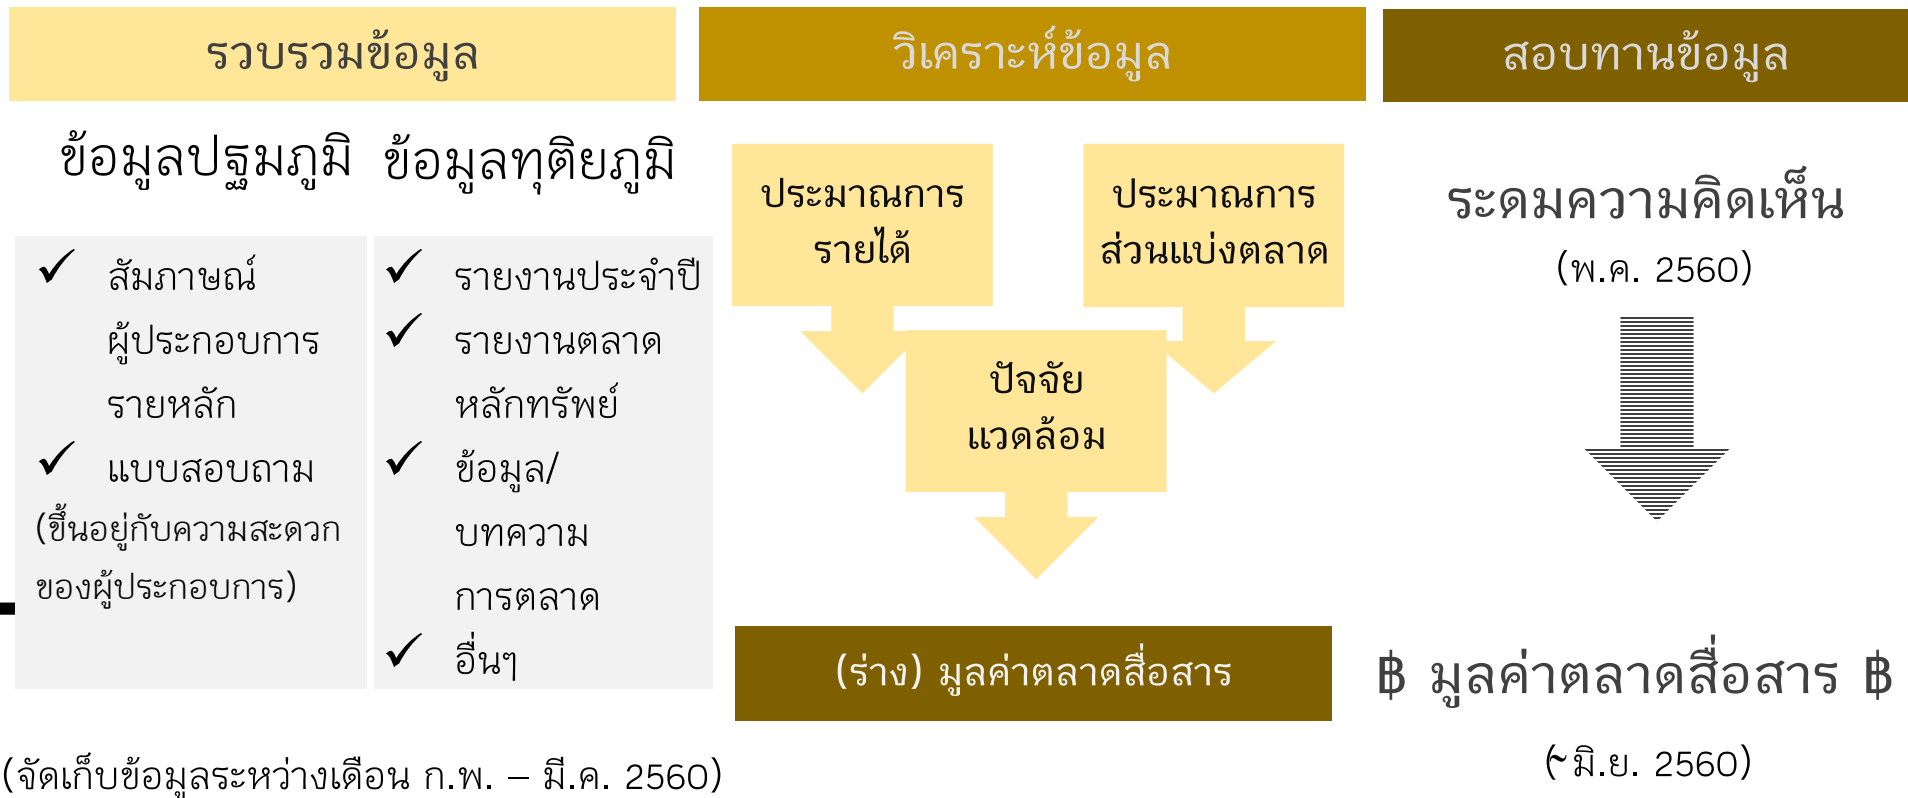 รวบรวมข้อมูล
ข้อมูลปฐมภูมิ
สัมภาษณ์
ผู้ประกอบการ
รายหลัก
แบบสอบถาม
(ขึ้นอยู่กับความสะดวก
ของผู้ประกอบการ)
ข้อมูลทุติยภูมิ
รายงานประจำปี
รายงานตลาด
หลักทรัพย์
ข้อมูล/
บทความ
การตลาด
อื่นๆ
(จัดเก็บข้อมูลระหว่างเดือน ก.พ. – มี.ค. 2560)
วิเคราะห์ข้อมูล
ประมาณการ
รายได้
ประมาณการ
ส่วนแบ่งตลาด
ปัจจัย
แวดล้อม
(ร่าง) มูลค่าตลาดสื่อสาร
สอบทานข้อมูล
ระดมความคิดเห็น
(พ.ค. 2560)
฿ มูลค่าตลาดสื่อสาร ฿
(~มิ.ย. 2560)